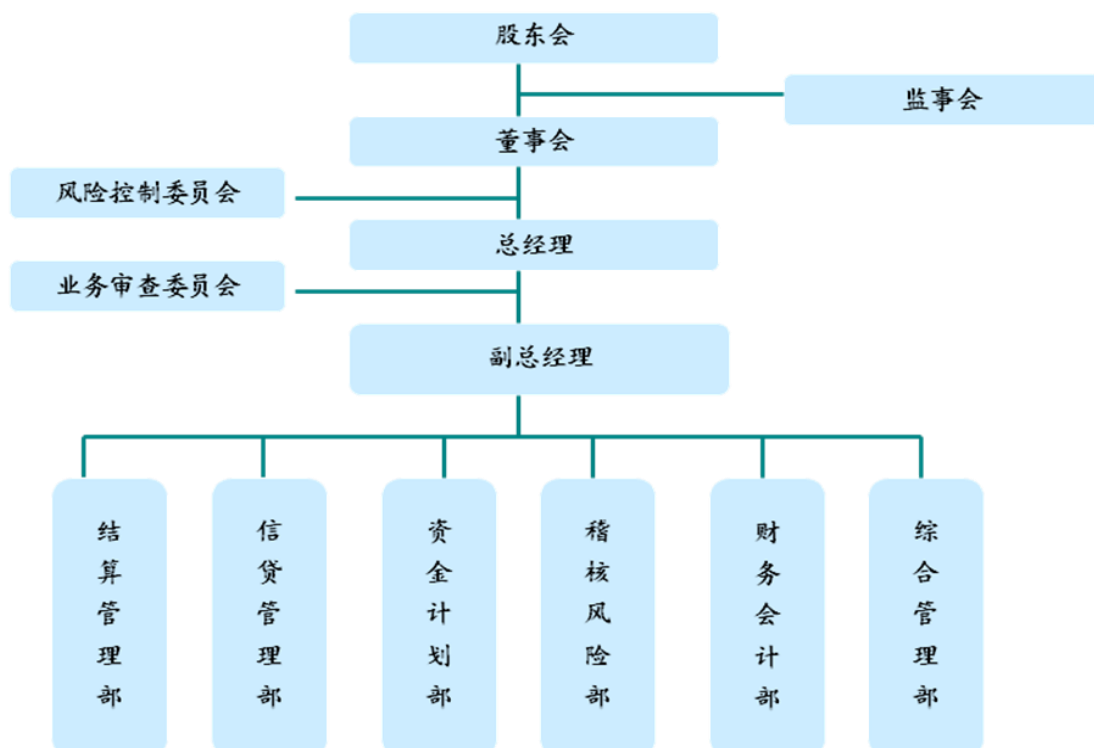 股东会
监事会
董事会
风险控制委员会
总经理
业务审查委员会
副总经理
结算管理部
信贷管理部
资金计划部
稽核风险部
财务会计部
综合管理部